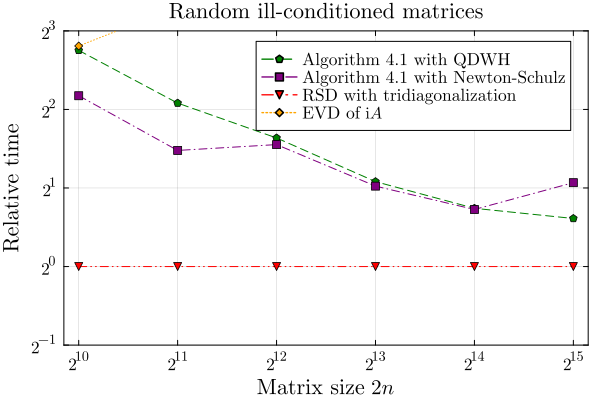 Random ill-conditioned matrices
Relative time
2^3
2^2
2^1
2^0
2^−1
Algorithm 4.1 with QDWH
Algorithm 4.1 with Newton-Schulz
RSD with tridiagonalization
EVD of iA
2^10 2^11 2^12 2^13 2^14 2^15
Matrix size 2n